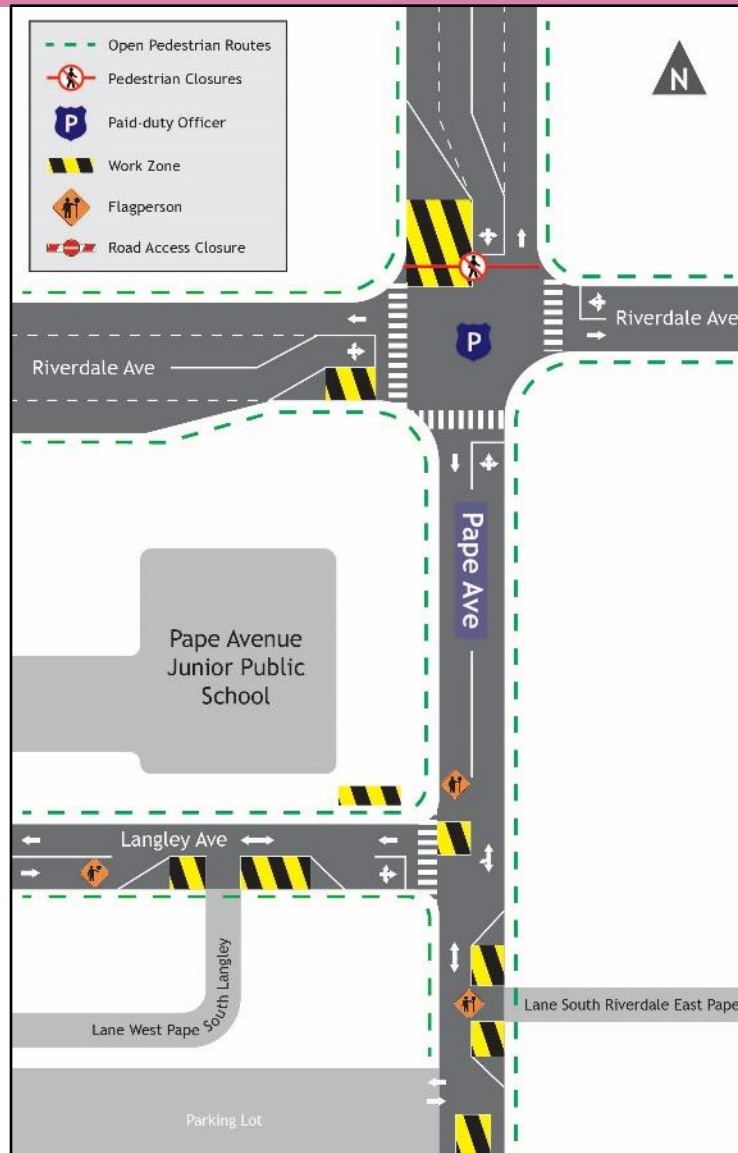 Open Pedestrian Routes
Pedestrian Closures
P
Paid-duty Officer
Work Zone
Flagperson
Road Access Closure
N
Riverdale Ave
Riverdale Ave
P
Pape Ave
Pape Avenue
Junior Public
School
Langley Ave
Lane West Pape South Langley
Lane South Riverdale East Pape
Parking Lot